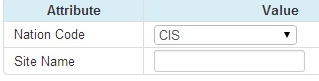 Attribute Value
Nation Code CIS
Site Name